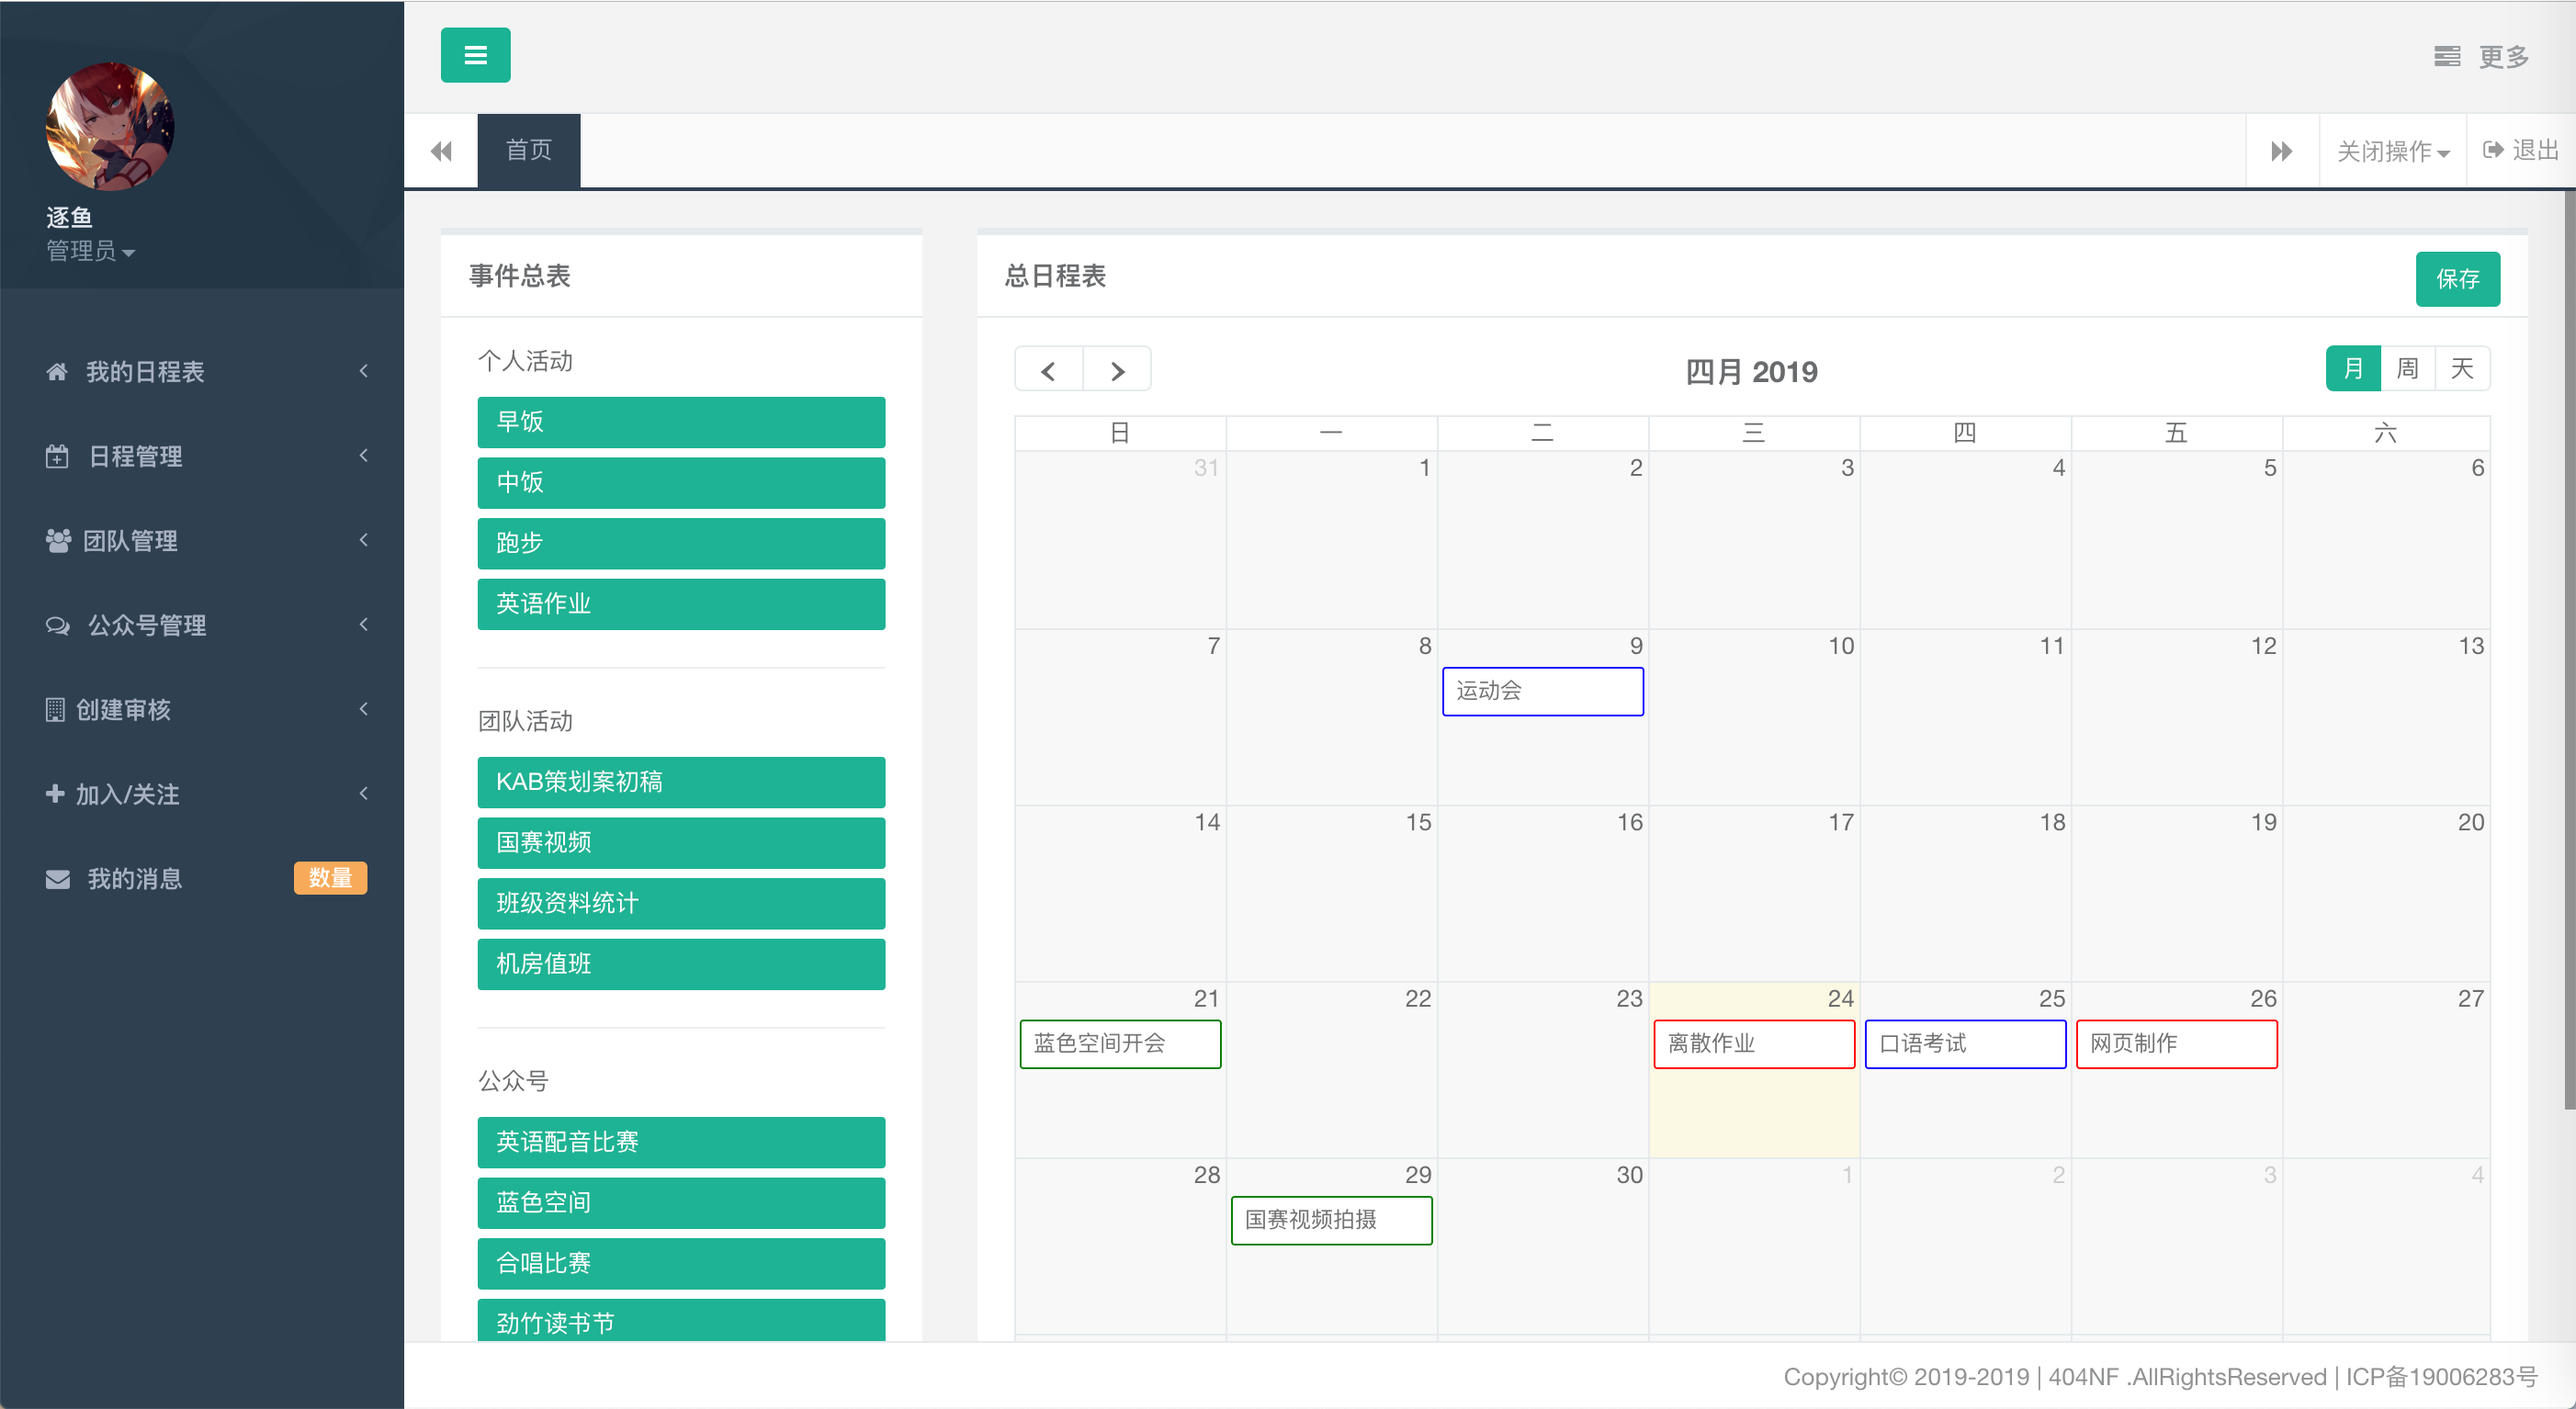 更多
首页
关闭操作
退出
逐鱼
管理员
我的日程表
日程管理
团队管理
公众号管理
创建审核
加入/关注
我的消息 数量
事件总表
个人活动
早饭
中饭
跑步
英语作业
团队活动
KAB策划案初稿
国赛视频
班级资料统计
机房值班
公众号
英语配音比赛
蓝色空间
合唱比赛
劲竹读书节
总日程表
保存
四月 2019
月 周 天
日 一 二 三 四 五 六
31 1 2 3 4 5 6
7 8 9 10 11 12 13
运动会
14 15 16 17 18 19 20
21 22 23 24 25 26 27
蓝色空间开会 离散作业 口语考试 网页制作
28 29 30 1 2 3 4
国赛视频拍摄
Copyright© 2019-2019 | 404NF .AllRightsReserved | ICP备19006283号